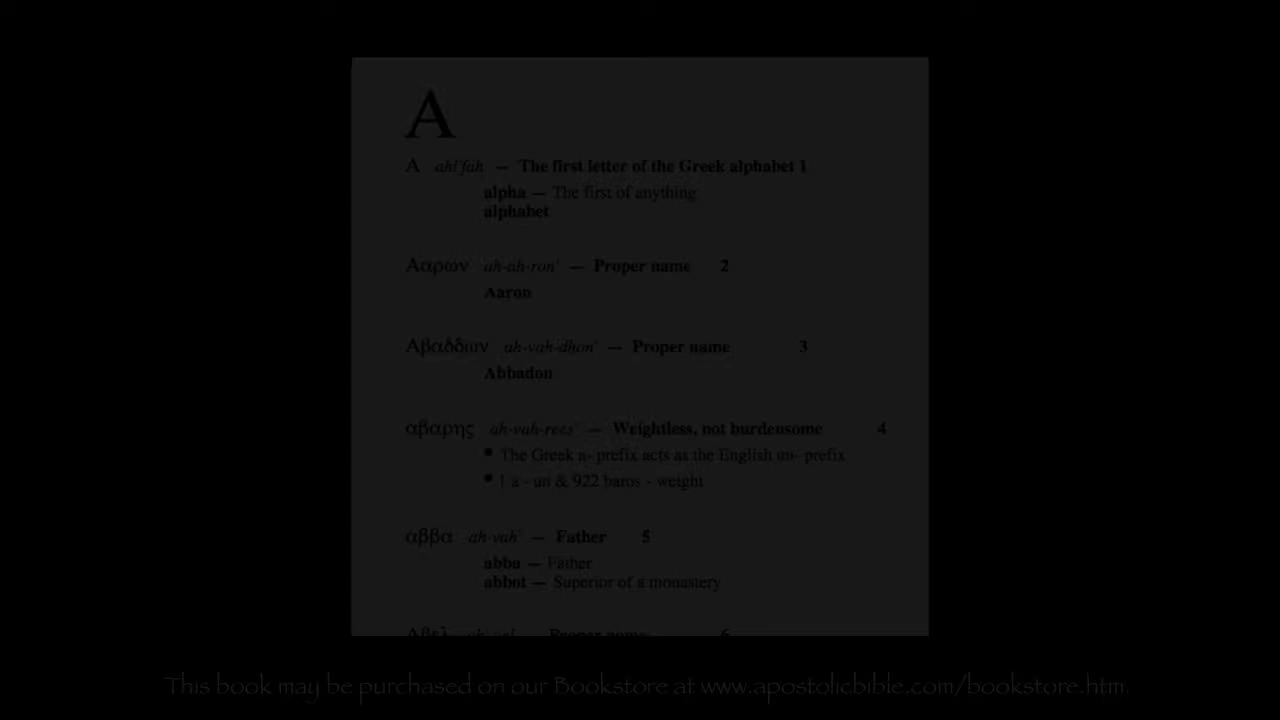 A
Α ahl'fah — The first letter of the Greek alphabet 1
alpha — The first of anything
alphabet
Ααρων ah-ah-ron' — Proper name 2
Aaron
Αβαδδων ah-vah-dhon' — Proper name 3
Abbadon
αβαρης ah-vah-rees' — Weightless, not burdensome 4
• The Greek a- prefix acts as the English un- prefix
• 1 a - un & 922 baros - weight
αββα ah-vah' — Father 5
abba — Father
abbot — Superior of a monastery
Αβελ — Proper name 6
This book may be purchased on our Bookstore at www.apostolicbible.com/bookstore.htm.